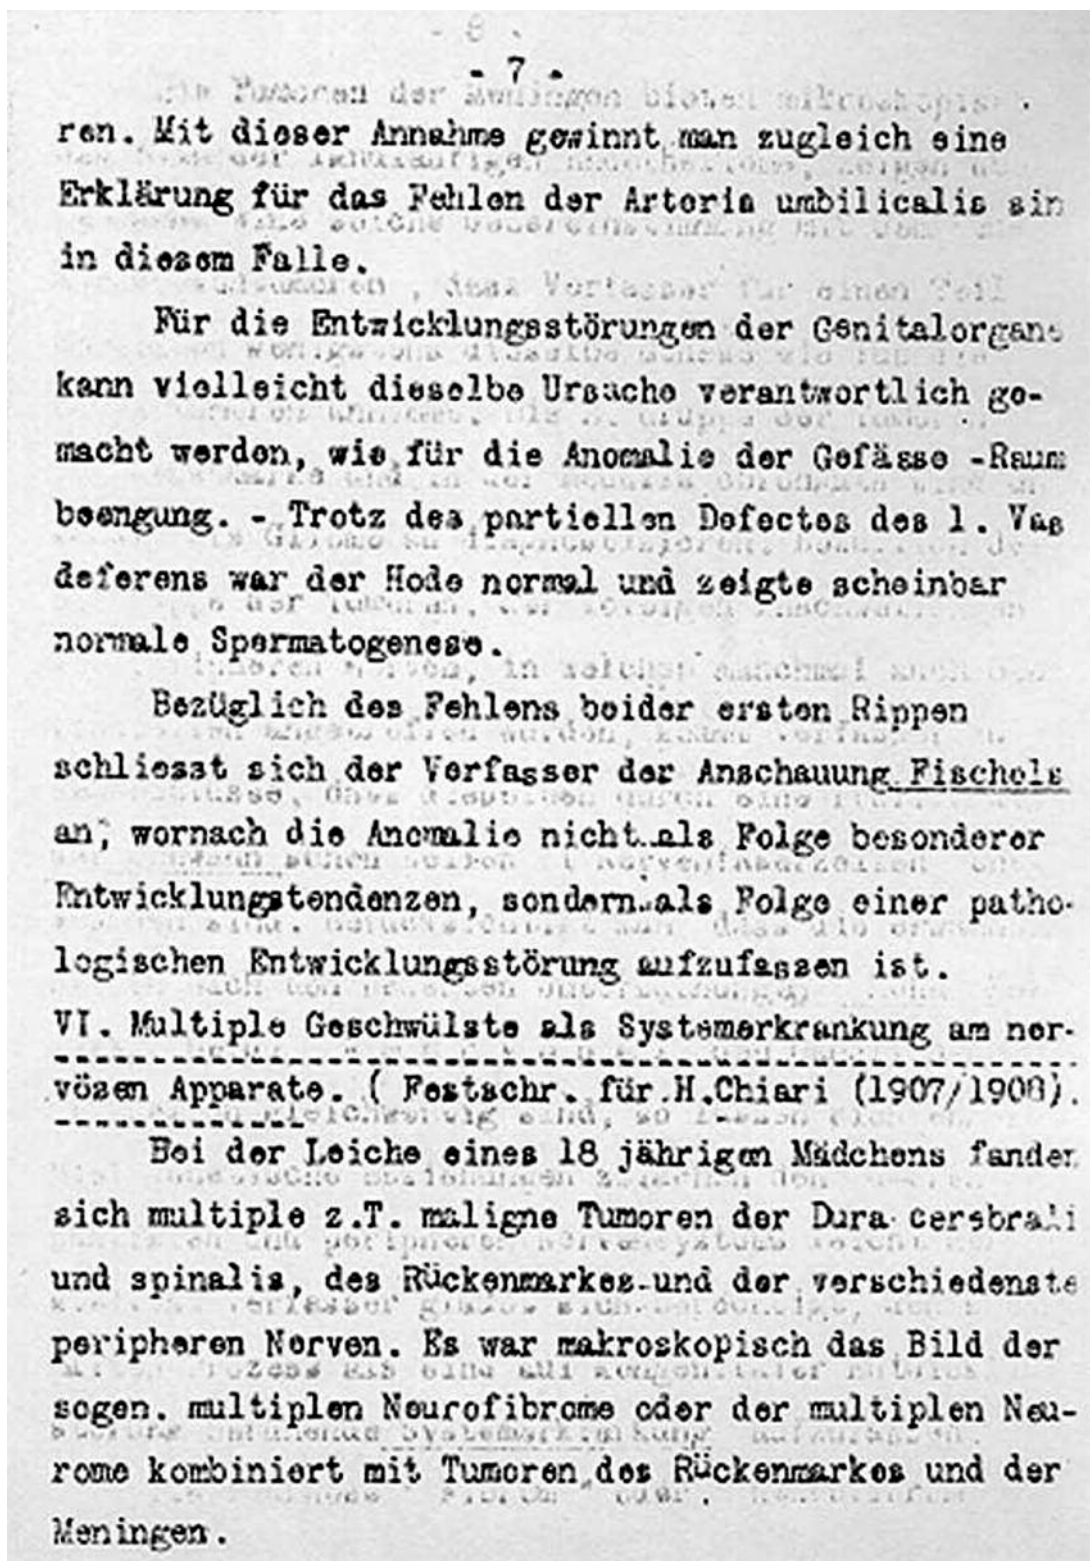 - 7 -
ren. Mit dieser Annahme gewinnt man zugleich eine
Erklärung für das Fehlen der Arteria umbilicalis sin
in diesem Falle.
Für die Entwicklungsstörungen der Genitalorgane
kann vielleicht dieselbe Ursache verantwortlich ge-
macht werden, wie für die Anomalie der Gefässe -Raum
beengung. - Trotz des partiellen Defectes des l. Vas
deferens war der Hode normal und zeigte scheinbar
normale Spermatogenese.
Bezüglich des Fehlens beider ersten Rippen
schliesst sich der Verfasser der Anschauung Fischels
an, wornach die Anomalie nicht als Folge besonderer
Entwicklungstendenzen, sondern als Folge einer patho-
logischen Entwicklungsstörung aufzufassen ist.
VI. Multiple Geschwülste als Systemerkrankung am ner-
vösen Apparate. ( Festschr. für H.Chiari (1907/1908).
Bei der Leiche eines 18 jährigen Mädchens fanden
sich multiple z.T. maligne Tumoren der Dura cerebrali
und spinalis, des Rückenmarkes und der verschiedenste
peripheren Nerven. Es war makroskopisch das Bild der
sogen. multiplen Neurofibrome oder der multiplen Neu-
rome kombiniert mit Tumoren des Rückenmarkes und der
Meningen.